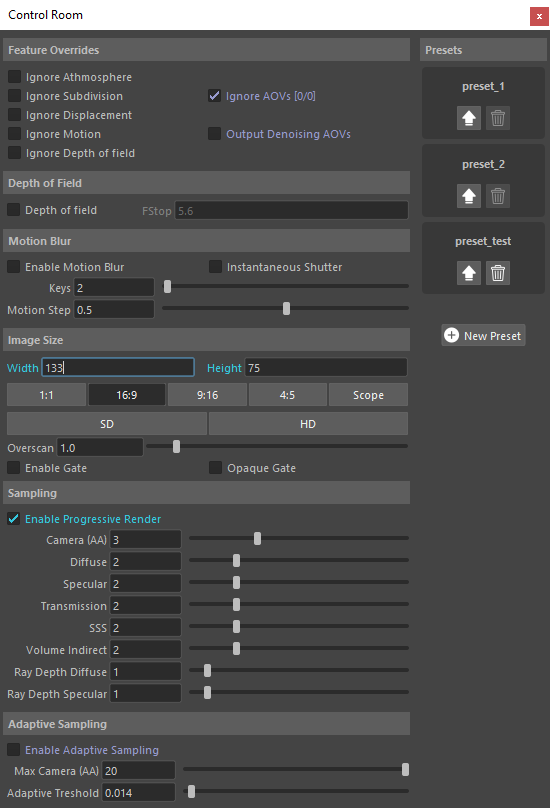 Control Room
x
Feature Overrides
Ignore Athmosphere
Ignore Subdivision
Ignore AOVs [0/0]
Ignore Displacement
Ignore Motion
Output Denoising AOVs
Ignore Depth of field
Depth of Field
Depth of field
FStop 5.6
Motion Blur
Enable Motion Blur
Instantaneous Shutter
Keys 2
Motion Step 0.5
Image Size
Width 133
Height 75
1:1 16:9 9:16 4:5 Scope
SD HD
Overscan 1.0
Enable Gate
Opaque Gate
Sampling
Enable Progressive Render
Camera (AA) 3
Diffuse 2
Specular 2
Transmission 2
SSS 2
Volume Indirect 2
Ray Depth Diffuse 1
Ray Depth Specular 1
Adaptive Sampling
Enable Adaptive Sampling
Max Camera (AA) 20
Adaptive Treshold 0.014
Presets
preset_1
preset_2
preset_test
New Preset